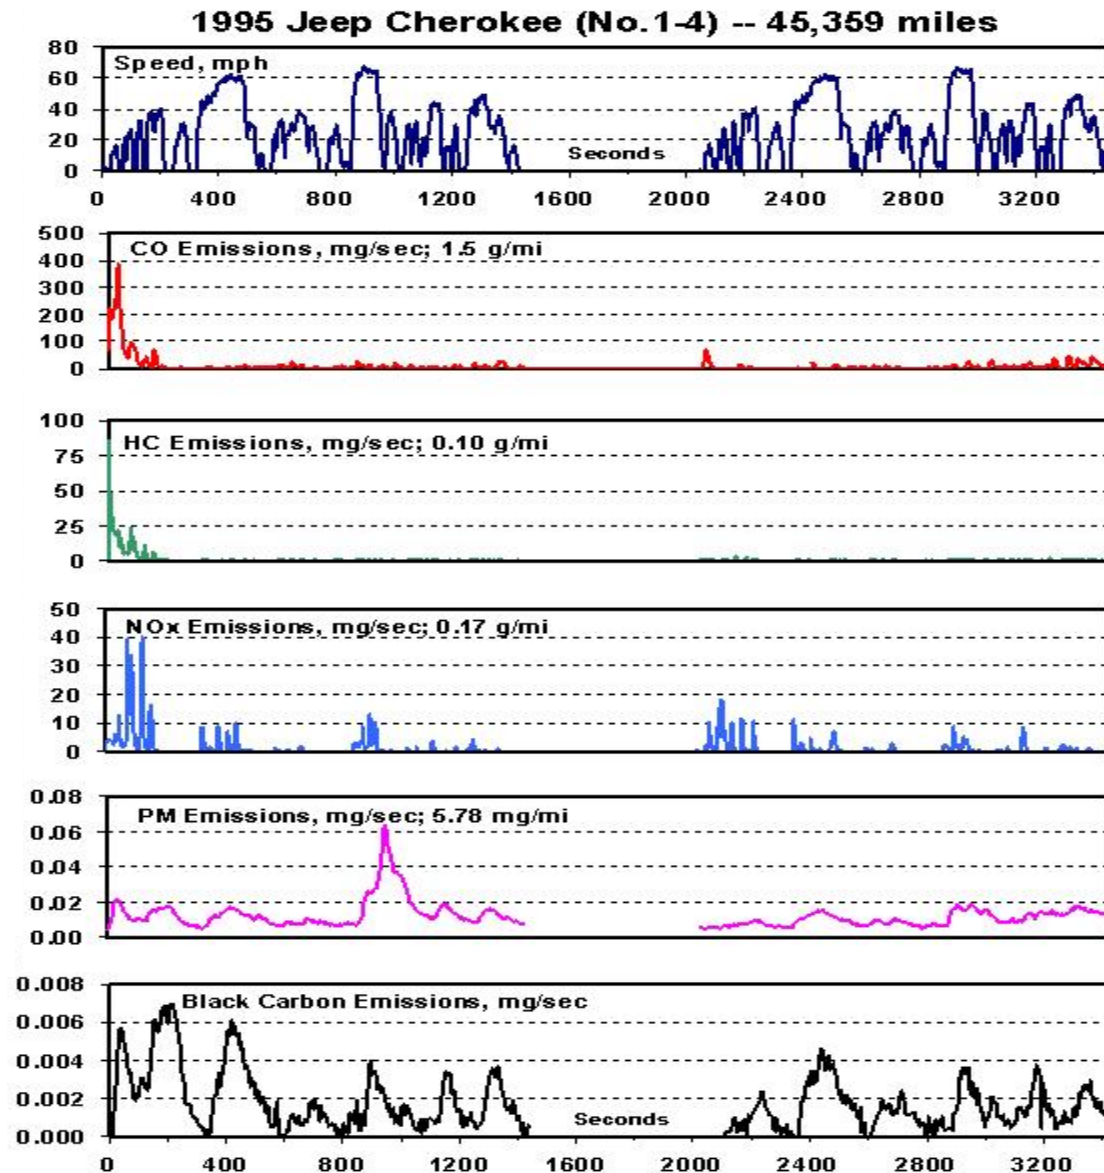 1995 Jeep Cherokee (No.1-4) -- 45,359 miles
80
Speed, mph
60
40
20
Seconds
0
0 400 800 1200 1600 2000 2400 2800 3200
500
CO Emissions, mg/sec; 1.5 g/mi
400
300
200
100
0
100
HC Emissions, mg/sec; 0.10 g/mi
75
50
25
0
50
NOx Emissions, mg/sec; 0.17 g/mi
40
30
20
10
0
0.08
PM Emissions, mg/sec; 5.78 mg/mi
0.06
0.04
0.02
0.00
0.008
Black Carbon Emissions, mg/sec
0.006
0.004
0.002
Seconds
0.000
0 400 800 1200 1600 2000 2400 2800 3200